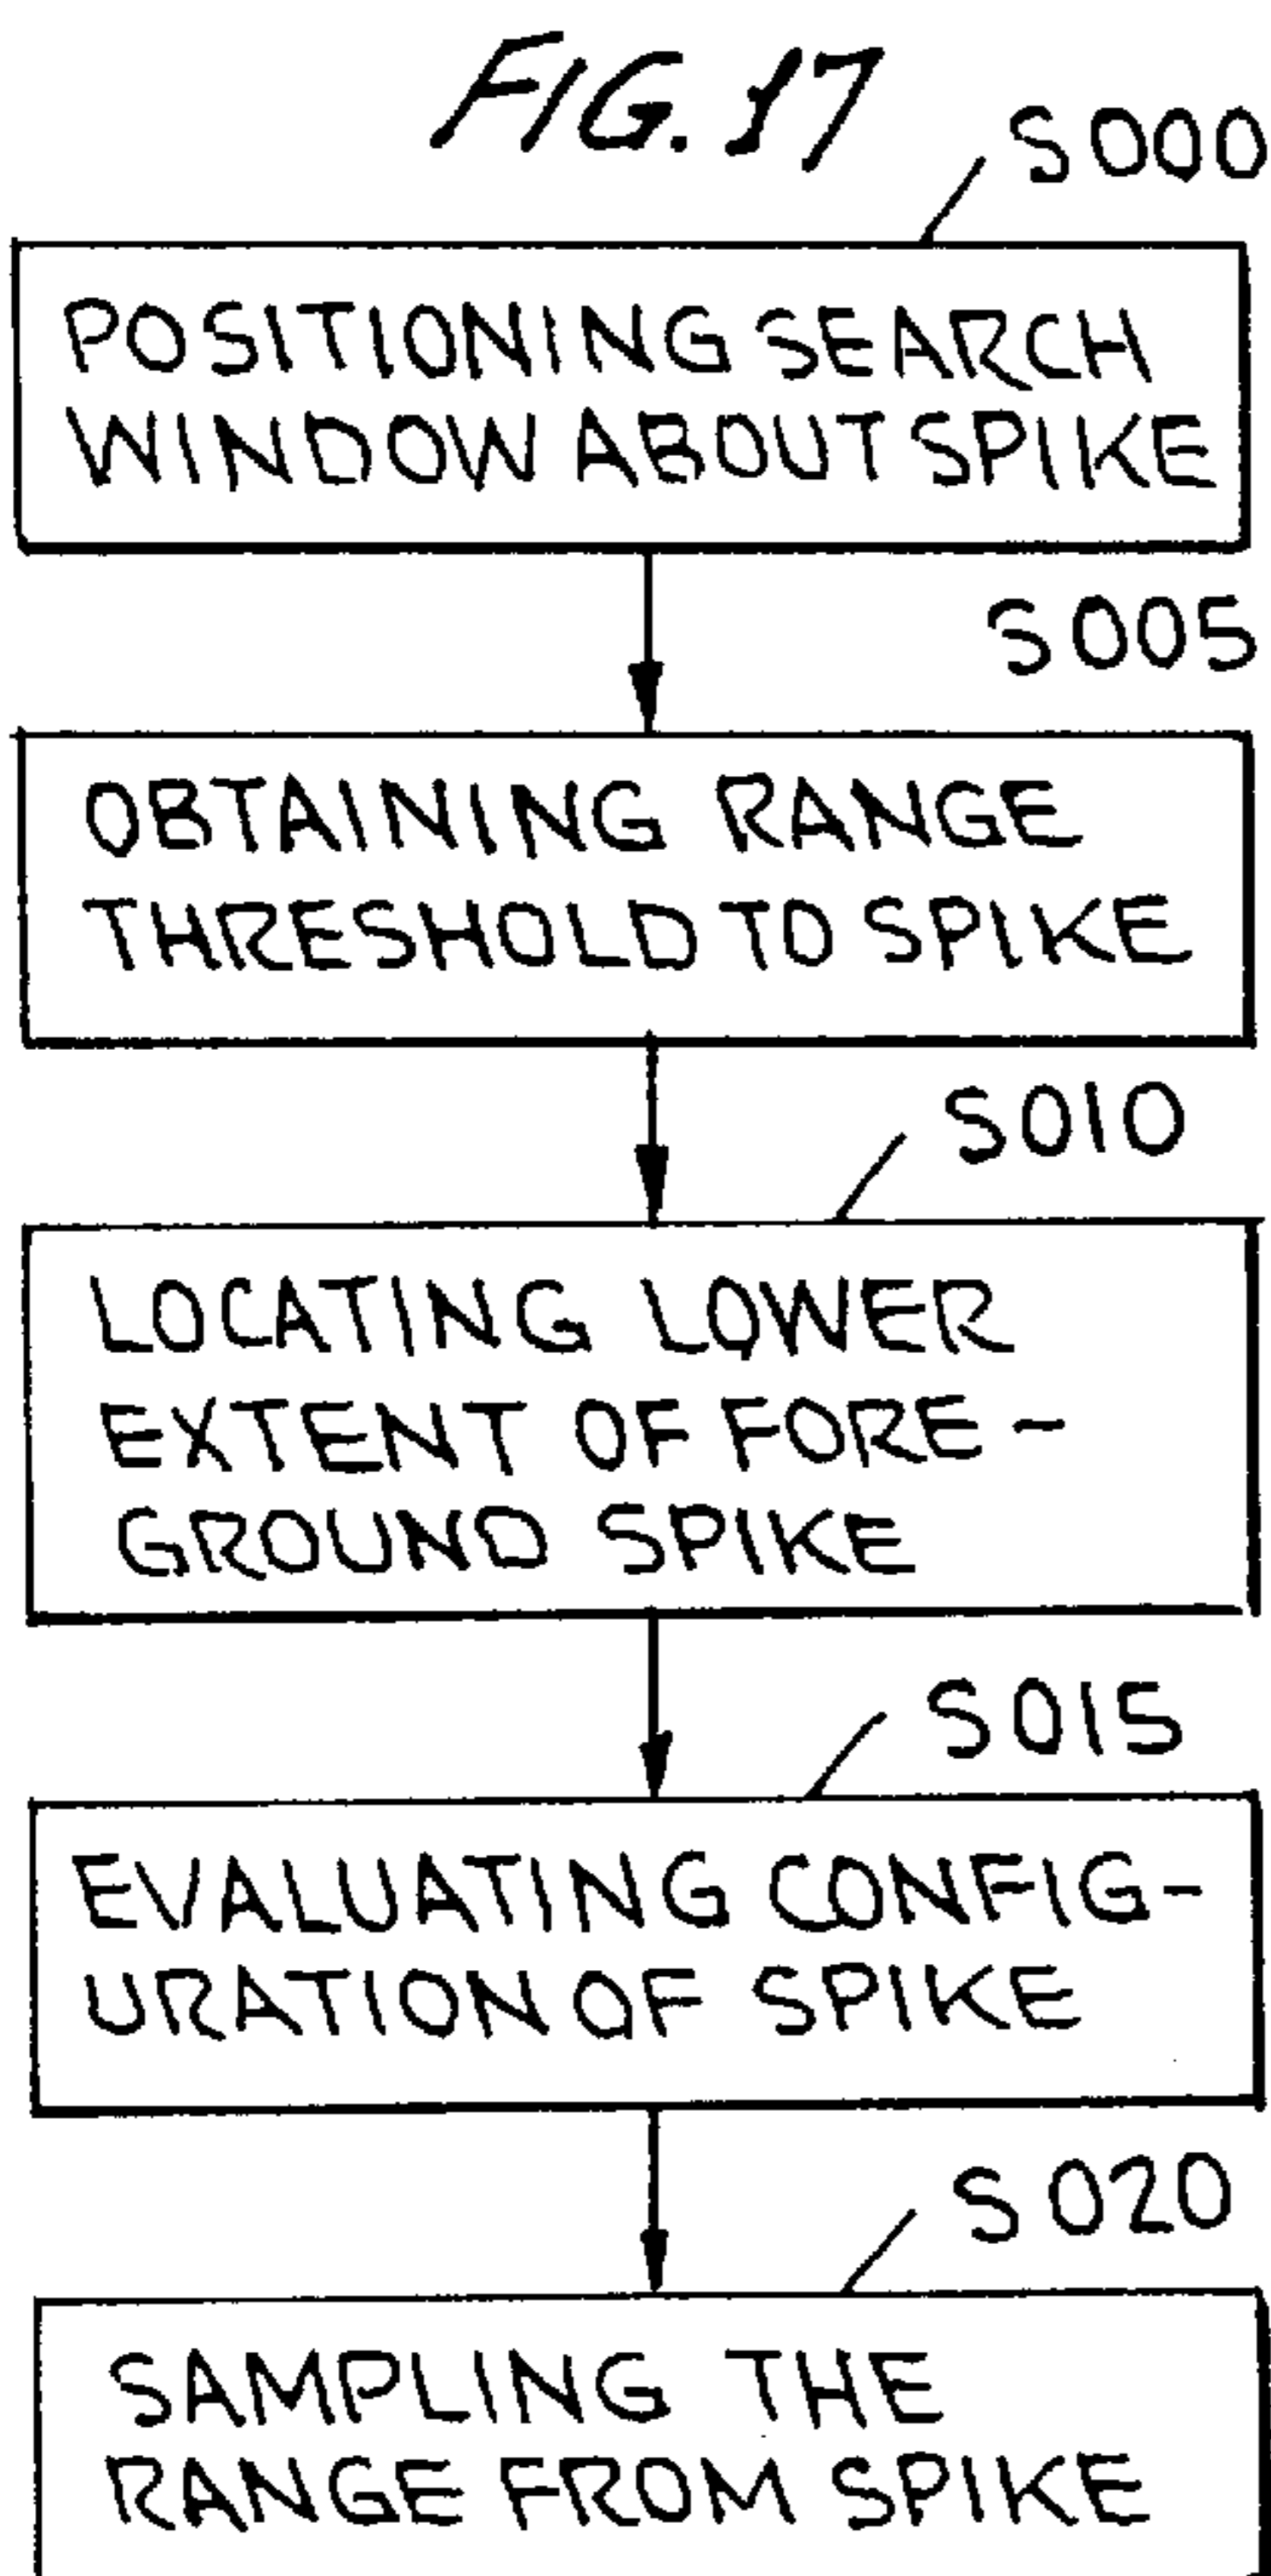 FIG. 17
S000
POSITIONING SEARCH
WINDOW ABOUT SPIKE
S005
OBTAINING RANGE
THRESHOLD TO SPIKE
S010
LOCATING LOWER
EXTENT OF FORE-
GROUND SPIKE
S015
EVALUATING CONFIG-
URATION OF SPIKE
S020
SAMPLING THE
RANGE FROM SPIKE